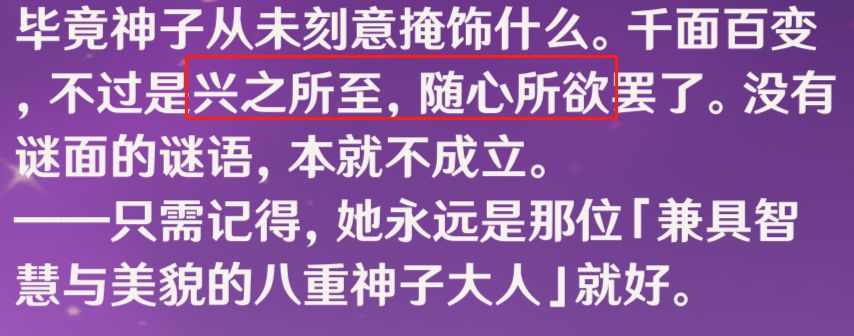 毕竟神子从未刻意掩饰什么。千面百变
，不过是兴之所至，随心所欲罢了。没有
谜面的谜语，本就不成立。
——只需记得，她永远是那位「兼具智
慧与美貌的八重神子大人」就好。